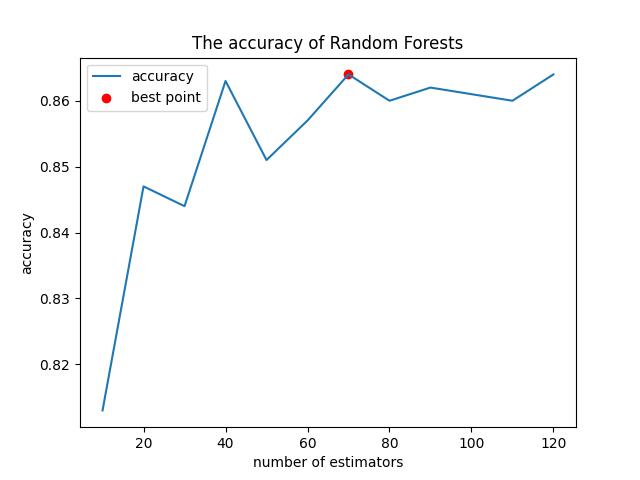 The accuracy of Random Forests
accuracy
best point
0.86
0.85
0.84
0.83
0.82
accuracy
20 40 60 80 100 120
number of estimators